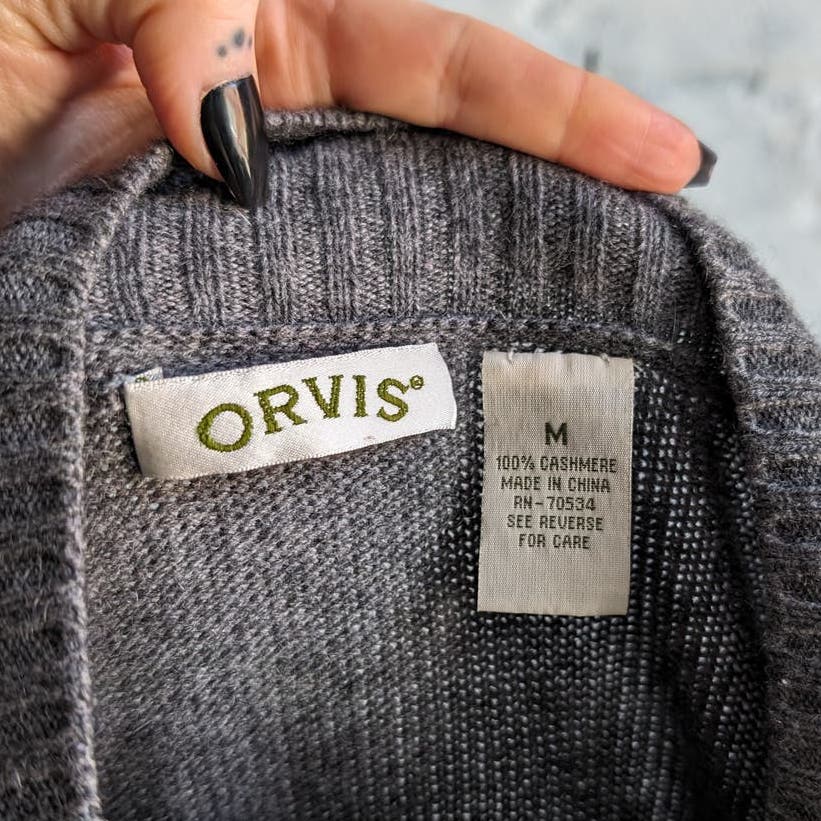 ORVIS®
M
100% CASHMERE
MADE IN CHINA
RN-70534
SEE REVERSE
FOR CARE